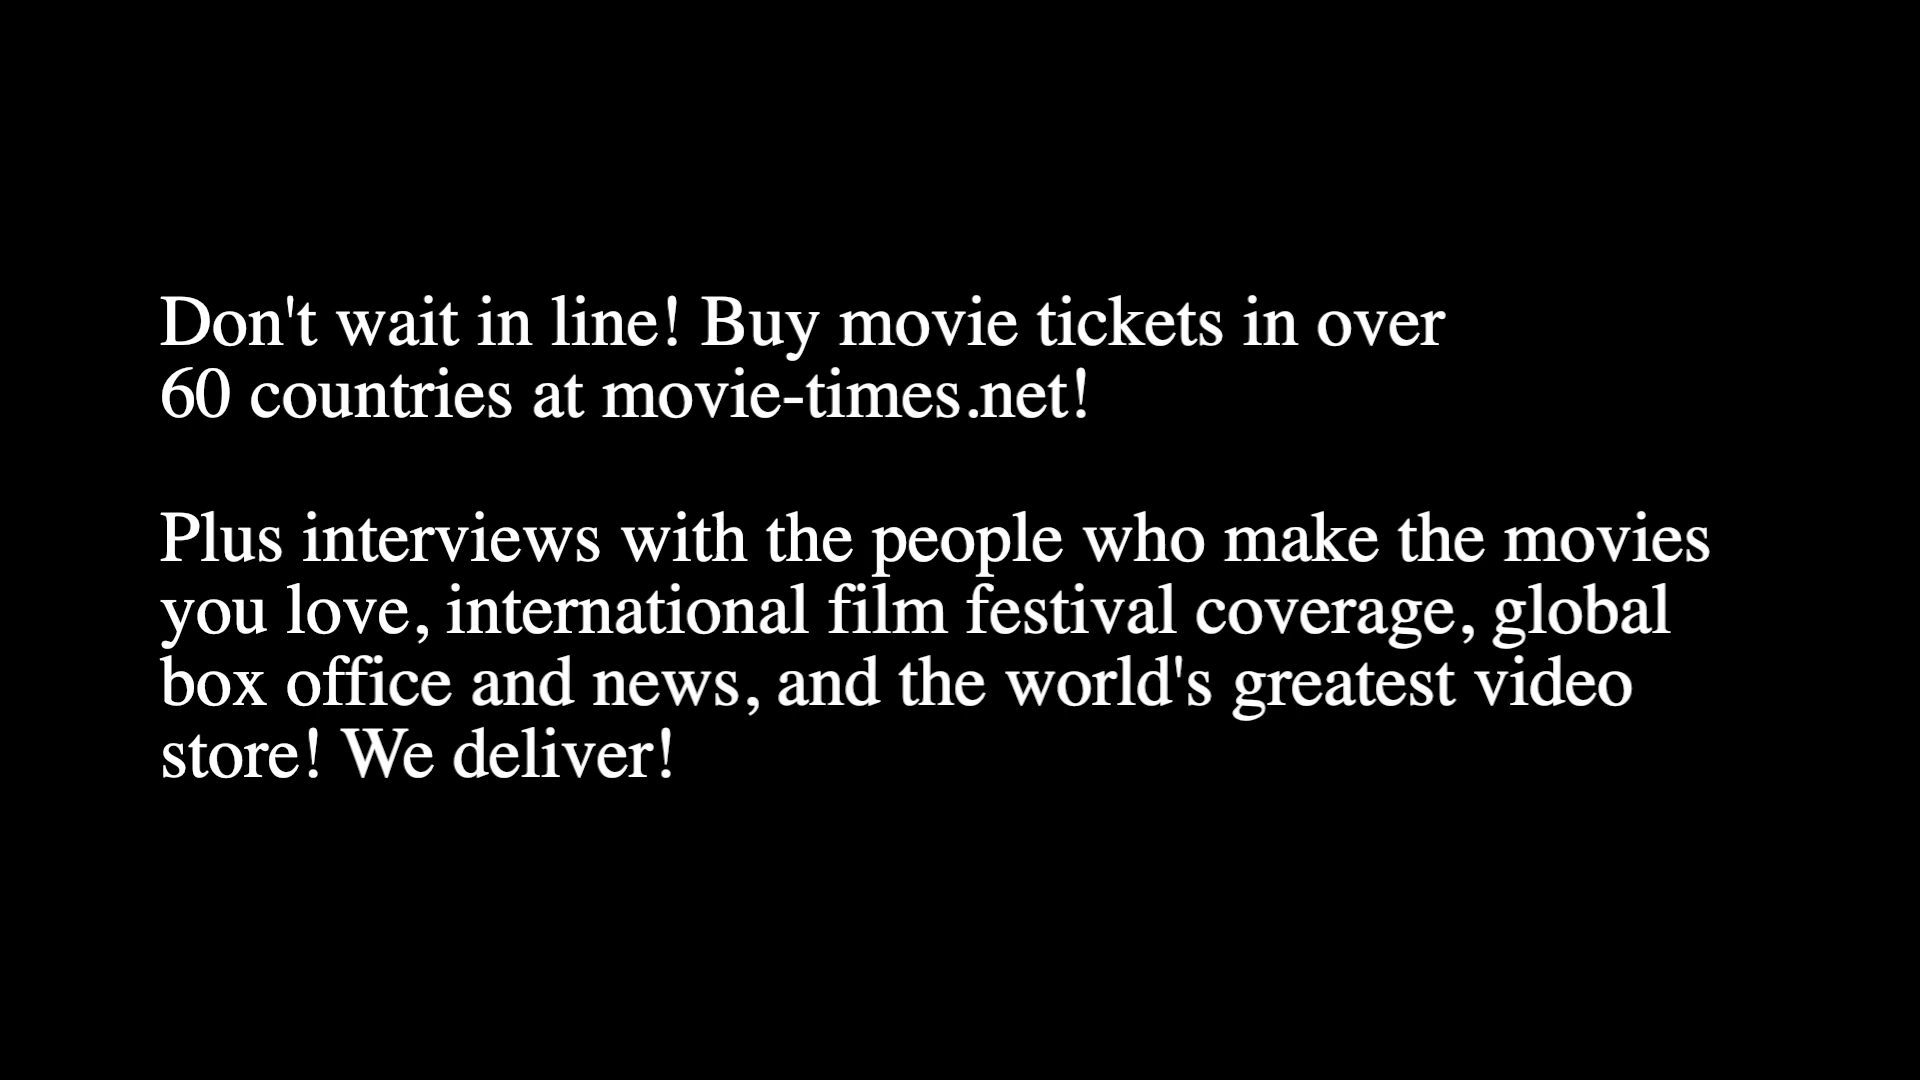 Don't wait in line! Buy movie tickets in over
60 countries at movie-times.net!
Plus interviews with the people who make the movies
you love, international film festival coverage, global
box office and news, and the world's greatest video
store! We deliver!